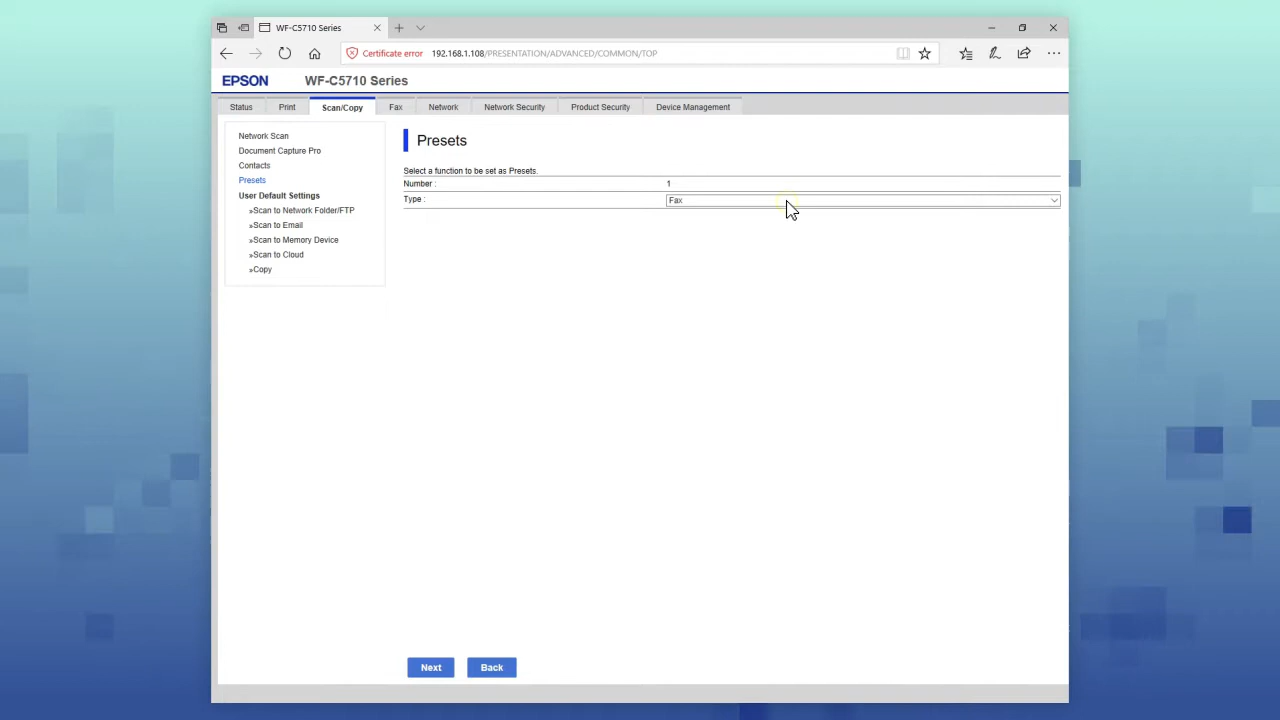 WF-C5710 Series
Certificate error 192.168.1.108/PRESENTATION/ADVANCED/COMMON/TOP
EPSON WF-C5710 Series
Status Print Scan/Copy Fax Network Network Security Product Security Device Management
Network Scan
Document Capture Pro
Contacts
Presets
User Default Settings
»Scan to Network Folder/FTP
»Scan to Email
»Scan to Memory Device
»Scan to Cloud
»Copy
Presets
Select a function to be set as Presets.
Number : 1
Type : Fax
Next Back